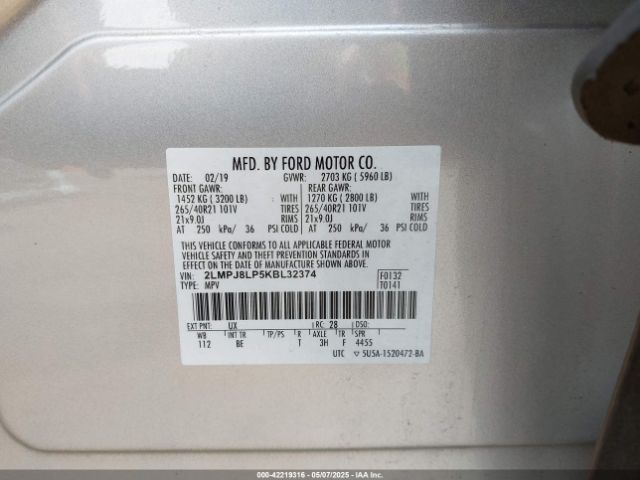 MFD. BY FORD MOTOR CO.
DATE: 02/19 GVWR: 2703 KG ( 5960 LB)
FRONT GAWR: REAR GAWR:
1452 KG ( 3200 LB) WITH 1270 KG ( 2800 LB) WITH
265/40R21 101V TIRES 265/40R21 101V TIRES
21x9.0J RIMS 21x9.0J RIMS
AT 250 kPa/ 36 PSI COLD AT 250 kPa/ 36 PSI COLD
THIS VEHICLE CONFORMS TO ALL APPLICABLE FEDERAL MOTOR
VEHICLE SAFETY AND THEFT PREVENTION STANDARDS IN
EFFECT ON THE DATE OF MANUFACTURE SHOWN ABOVE.
VIN: 2LMPJ8LP5KBL32374 F0132
TYPE: MPV T0141
EXT PNT: UX RC: 28 DSO:
WB INT TR TP/PS R AXLE TR SPR
112 BE T 3H F 4455
UTC ▽ 5U5A-1520472-BA
000-42219316 - 05/07/2025 - IAAI.com